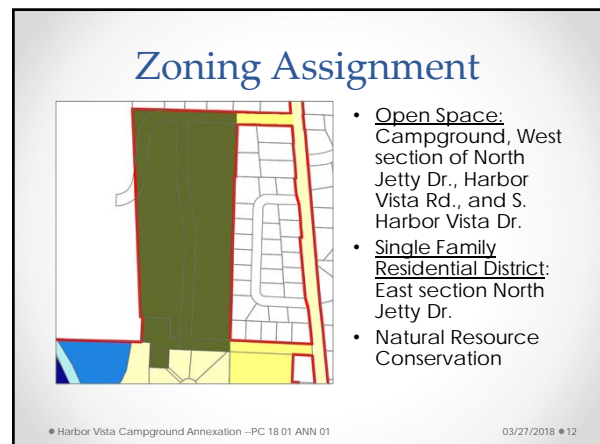 Zoning Assignment
• Open Space:
Campground, West
section of North
Jetty Dr., Harbor
Vista Rd., and S.
Harbor Vista Dr.
• Single Family
Residential District:
East section North
Jetty Dr.
• Natural Resource
Conservation
• Harbor Vista Campground Annexation --PC 18 01 ANN 01
03/27/2018 • 12